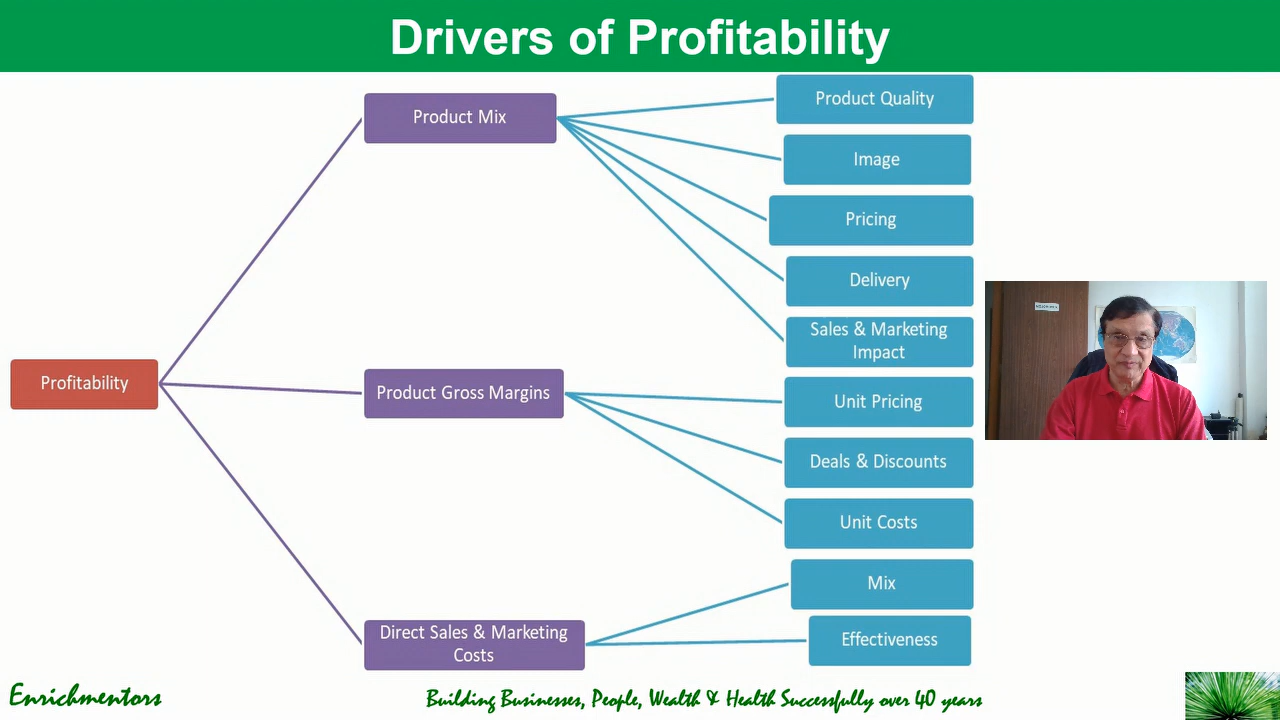 Drivers of Profitability
Product Mix
Product Quality
Image
Pricing
Delivery
Sales & Marketing
Impact
Profitability
Product Gross Margins
Unit Pricing
Deals & Discounts
Unit Costs
Direct Sales & Marketing
Costs
Mix
Effectiveness
Enrichmentors
Building Businesses, People, Wealth & Health Successfully over 40 years